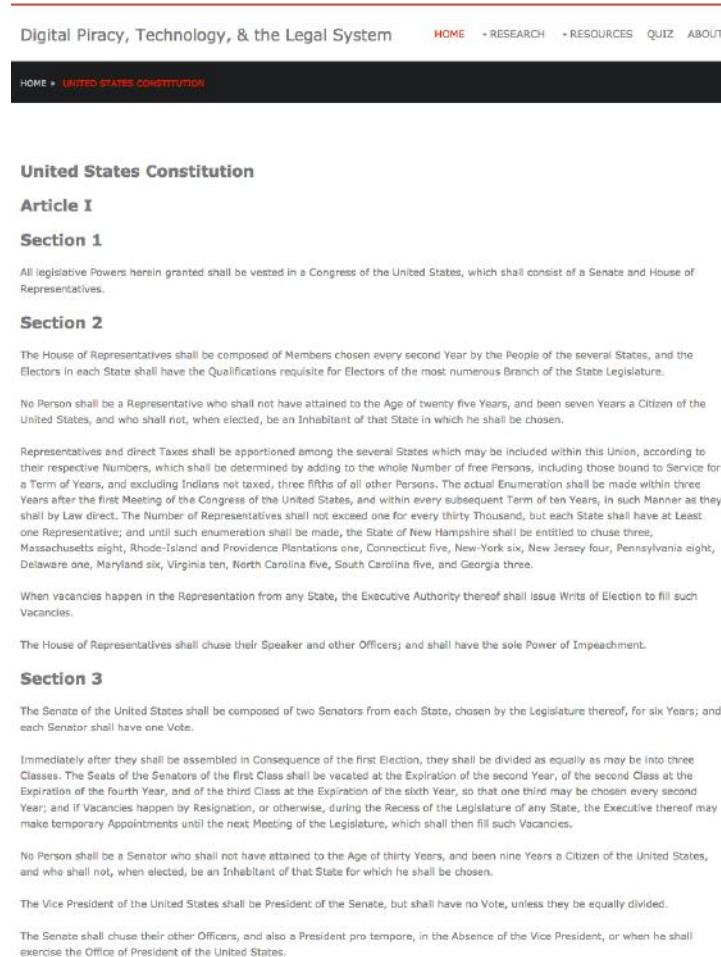 Digital Piracy, Technology, & the Legal System
HOME - RESEARCH - RESOURCES QUIZ ABOUT
HOME » UNITED STATES CONSTITUTION
United States Constitution
Article I
Section 1
All legislative Powers herein granted shall be vested in a Congress of the United States, which shall consist of a Senate and House of
Representatives.
Section 2
The House of Representatives shall be composed of Members chosen every second Year by the People of the several States, and the
Electors in each State shall have the Qualifications requisite for Electors of the most numerous Branch of the State Legislature.
No Person shall be a Representative who shall not have attained to the Age of twenty five Years, and been seven Years a Citizen of the
United States, and who shall not, when elected, be an Inhabitant of that State in which he shall be chosen.
Representatives and direct Taxes shall be apportioned among the several States which may be included within this Union, according to
their respective Numbers, which shall be determined by adding to the whole Number of free Persons, including those bound to Service for
a Term of Years, and excluding Indians not taxed, three fifths of all other Persons. The actual Enumeration shall be made within three
Years after the first Meeting of the Congress of the United States, and within every subsequent Term of ten Years, in such Manner as they
shall by Law direct. The Number of Representatives shall not exceed one for every thirty Thousand, but each State shall have at Least
one Representative; and until such enumeration shall be made, the State of New Hampshire shall be entitled to chuse three,
Massachusetts eight, Rhode-Island and Providence Plantations one, Connecticut five, New-York six, New Jersey four, Pennsylvania eight,
Delaware one, Maryland six, Virginia ten, North Carolina five, South Carolina five, and Georgia three.
When vacancies happen in the Representation from any State, the Executive Authority thereof shall issue Writs of Election to fill such
Vacancies.
The House of Representatives shall chuse their Speaker and other Officers; and shall have the sole Power of Impeachment.
Section 3
The Senate of the United States shall be composed of two Senators from each State, chosen by the Legislature thereof, for six Years; and
each Senator shall have one Vote.
Immediately after they shall be assembled in Consequence of the first Election, they shall be divided as equally as may be into three
Classes. The Seats of the Senators of the first Class shall be vacated at the Expiration of the second Year, of the second Class at the
Expiration of the fourth Year, and of the third Class at the Expiration of the sixth Year, so that one third may be chosen every second
Year; and if Vacancies happen by Resignation, or otherwise, during the Recess of the Legislature of any State, the Executive thereof may
make temporary Appointments until the next Meeting of the Legislature, which shall then fill such Vacancies.
No Person shall be a Senator who shall not have attained to the Age of thirty Years, and been nine Years a Citizen of the United States,
and who shall not, when elected, be an Inhabitant of that State for which he shall be chosen.
The Vice President of the United States shall be President of the Senate, but shall have no Vote, unless they be equally divided.
The Senate shall chuse their other Officers, and also a President pro tempore, in the Absence of the Vice President, or when he shall
exercise the Office of President of the United States.